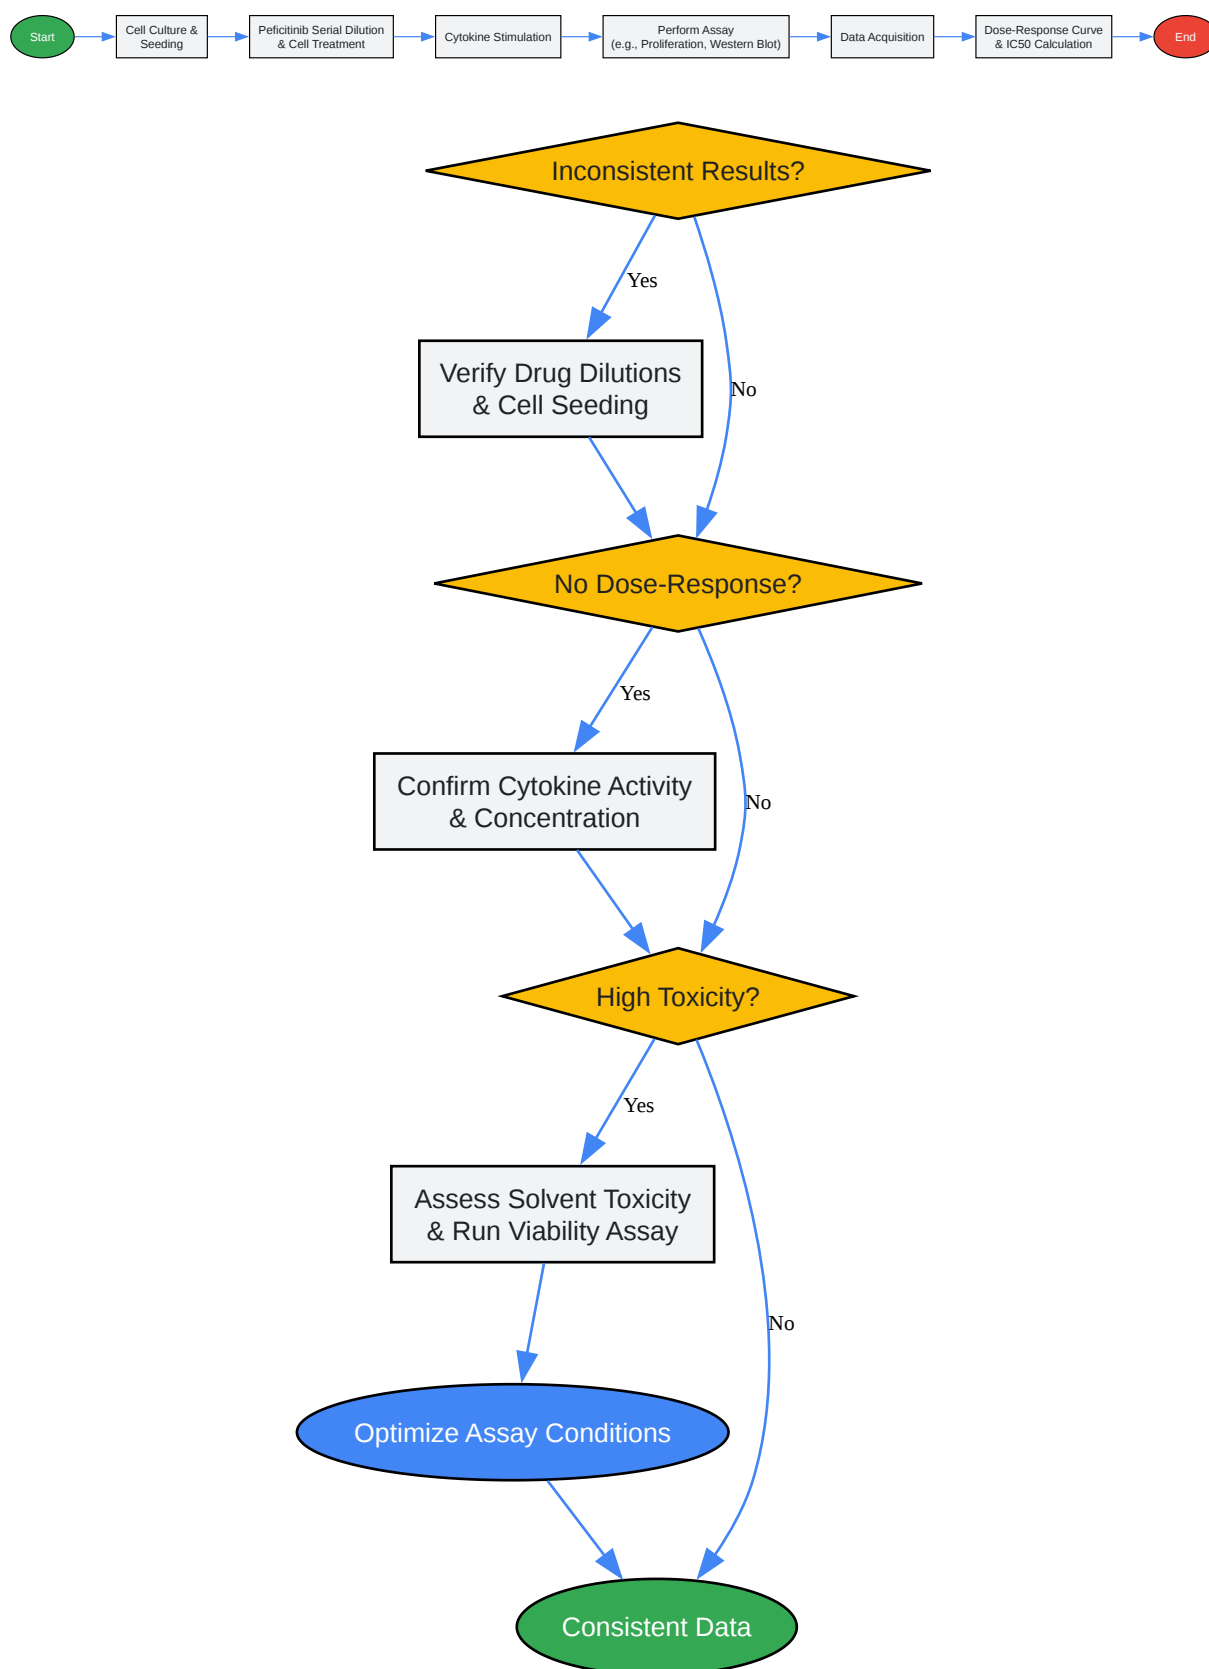 Start
Cell Culture &
Seeding
Peficitinib Serial Dilution
& Cell Treatment
Cytokine Stimulation
Perform Assay
(e.g., Proliferation, Western Blot)
Data Acquisition
Dose-Response Curve
& IC50 Calculation
End
Inconsistent Results?
Yes
Verify Drug Dilutions
& Cell Seeding
No
No Dose-Response?
Yes
Confirm Cytokine Activity
& Concentration
No
High Toxicity?
Yes
Assess Solvent Toxicity
& Run Viability Assay
No
Optimize Assay Conditions
Consistent Data